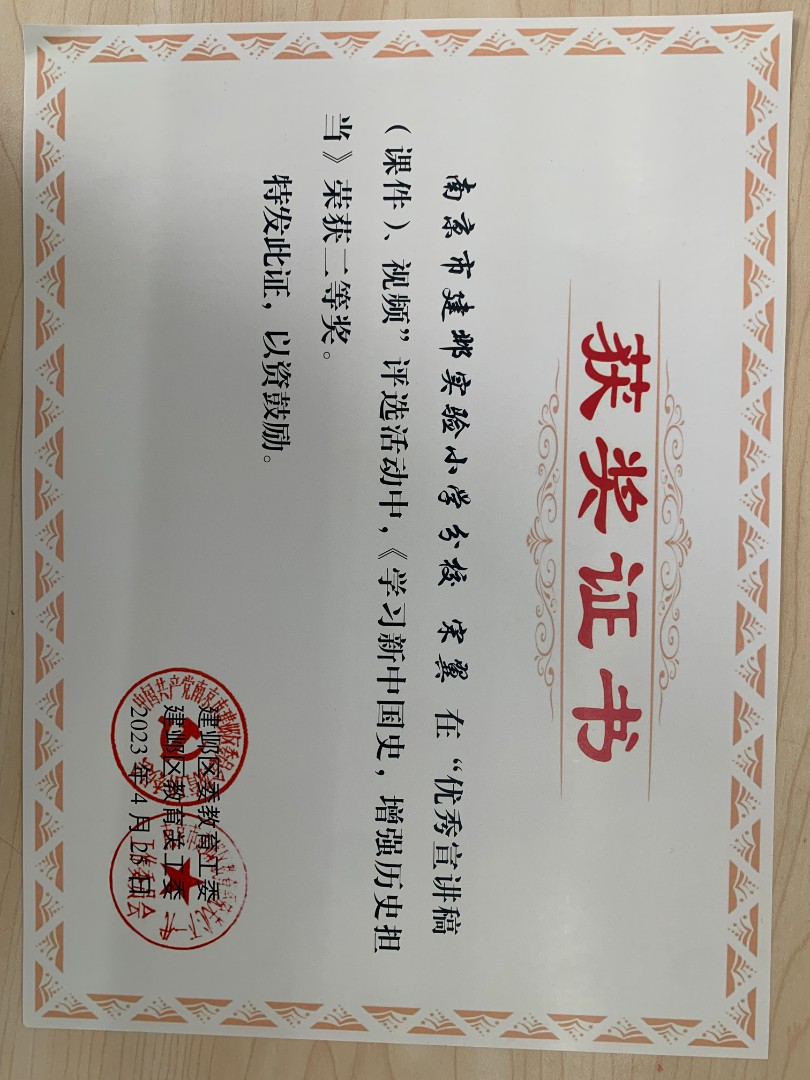 获奖证书
南京市建邺实验小学分校 宋翼 在“优秀宣讲稿
（课件）、视频”评选活动中，《学习新中国史，增强历史担
当》荣获二等奖。
特发此证，以资鼓励。
建邺区委教育工委
建邺区教育关工委
2023年4月